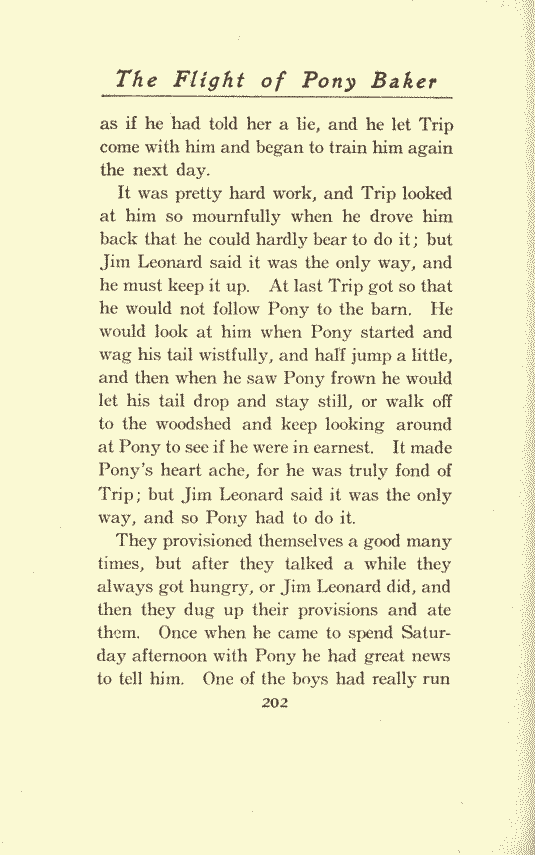 The Flight of Pony Baker
as if he had told her a lie, and he let Trip
come with him and began to train him again
the next day.
It was pretty hard work, and Trip looked
at him so mournfully when he drove him
back that he could hardly bear to do it; but
Jim Leonard said it was the only way, and
he must keep it up. At last Trip got so that
he would not follow Pony to the barn. He
would look at him when Pony started and
wag his tail wistfully, and half jump a little,
and then when he saw Pony frown he would
let his tail drop and stay still, or walk off
to the woodshed and keep looking around
at Pony to see if he were in earnest. It made
Pony's heart ache, for he was truly fond of
Trip; but Jim Leonard said it was the only
way, and so Pony had to do it.
They provisioned themselves a good many
times, but after they talked a while they
always got hungry, or Jim Leonard did, and
then they dug up their provisions and ate
them. Once when he came to spend Satur-
day afternoon with Pony he had great news
to tell him. One of the boys had really run
202